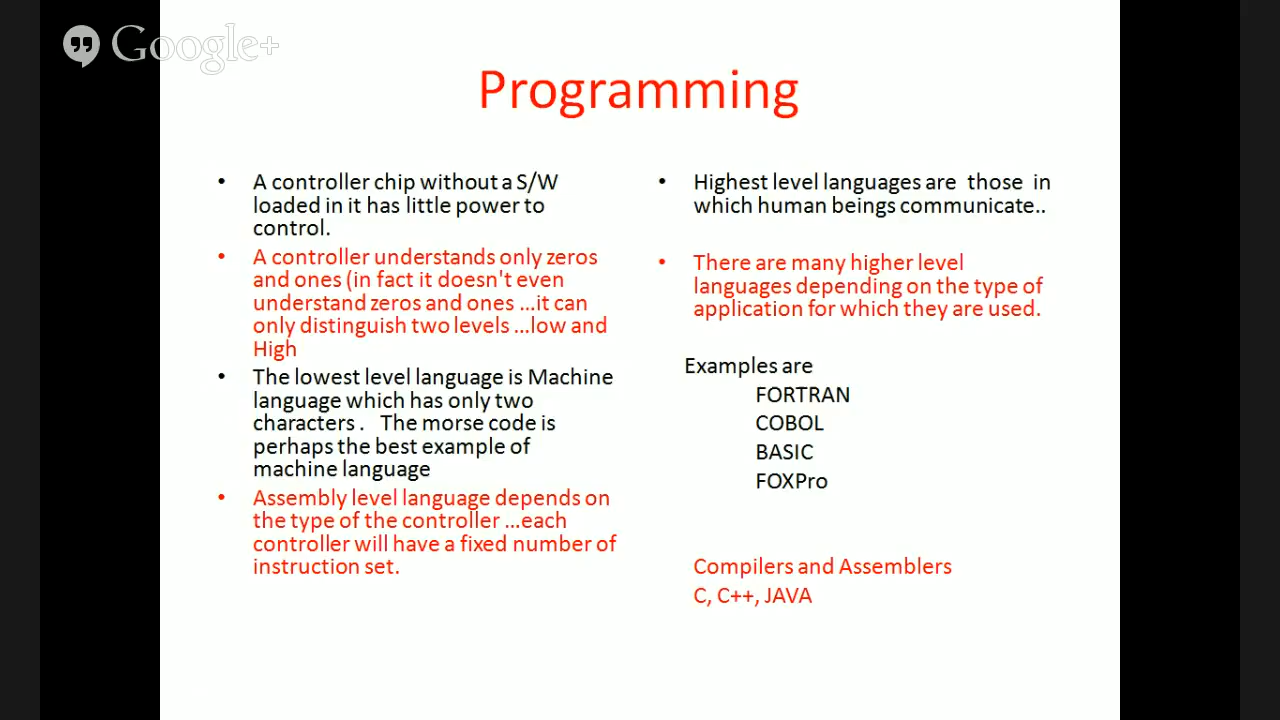 Google+
Programming
• A controller chip without a S/W
loaded in it has little power to
control.
• A controller understands only zeros
and ones (in fact it doesn't even
understand zeros and ones ...it can
only distinguish two levels ...low and
High
• The lowest level language is Machine
language which has only two
characters . The morse code is
perhaps the best example of
machine language
• Assembly level language depends on
the type of the controller ...each
controller will have a fixed number of
instruction set.
• Highest level languages are those in
which human beings communicate..
• There are many higher level
languages depending on the type of
application for which they are used.
Examples are
FORTRAN
COBOL
BASIC
FOXPro
Compilers and Assemblers
C, C++, JAVA